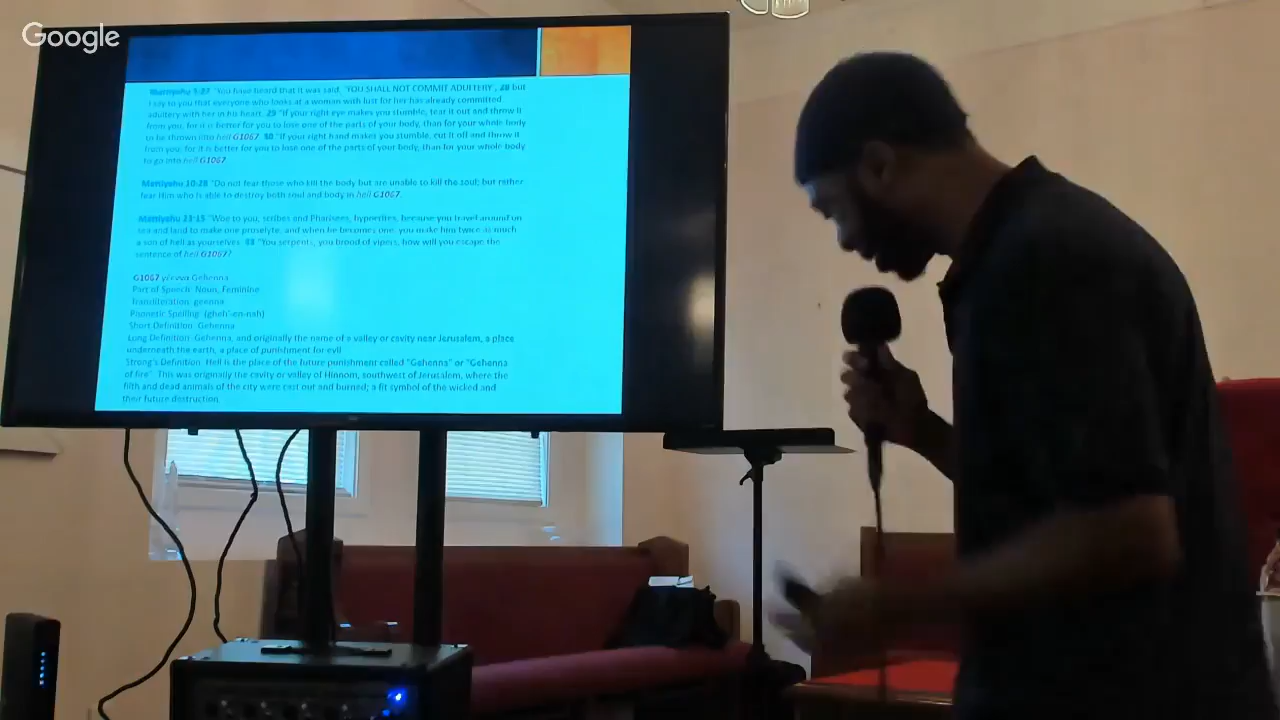 Google
Mattiyahu 5:27 "You have heard that it was said, 'YOU SHALL NOT COMMIT ADULTERY', 28 but
I say to you that everyone who looks at a woman with lust for her has already committed
adultery with her in his heart. 29 "If your right eye makes you stumble, tear it out and throw it
from you; for it is better for you to lose one of the parts of your body, than for your whole body
to be thrown into hell G1067. 30 "If your right hand makes you stumble, cut it off and throw it
from you; for it is better for you to lose one of the parts of your body, than for your whole body
to go into hell G1067.
Mattiyahu 10:28 "Do not fear those who kill the body but are unable to kill the soul; but rather
fear Him who is able to destroy both soul and body in hell G1067.
Mattiyahu 23:15 "Woe to you, scribes and Pharisees, hypocrites, because you travel around on
sea and land to make one proselyte; and when he becomes one, you make him twice as much
a son of hell as yourselves. 33 "You serpents, you brood of vipers, how will you escape the
sentence of hell G1067?
G1067 γέεννα Gehenna
Part of Speech: Noun, Feminine
Transliteration: geenna
Phonetic Spelling: (gheh'-en-nah)
Short Definition: Gehenna
Long Definition: Gehenna, and originally the name of a valley or cavity near Jerusalem, a place
underneath the earth, a place of punishment for evil
Strong's Definition: Hell is the place of the future punishment called "Gehenna" or "Gehenna
of fire". This was originally the cavity or valley of Hinnom, southwest of Jerusalem, where the
filth and dead animals of the city were cast out and burned; a fit symbol of the wicked and
their future destruction.